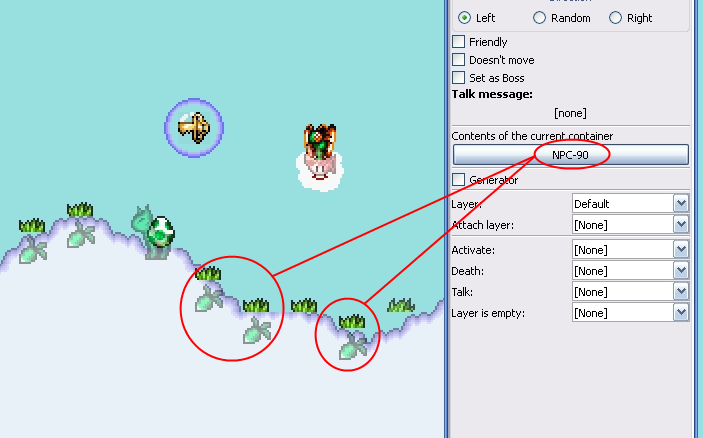 Direction
Left Random Right
Friendly
Doesn't move
Set as Boss
Talk message:
[none]
Contents of the current container
NPC-90
Generator
Layer: Default
Attach layer: [None]
Activate: [None]
Death: [None]
Talk: [None]
Layer is empty: [None]